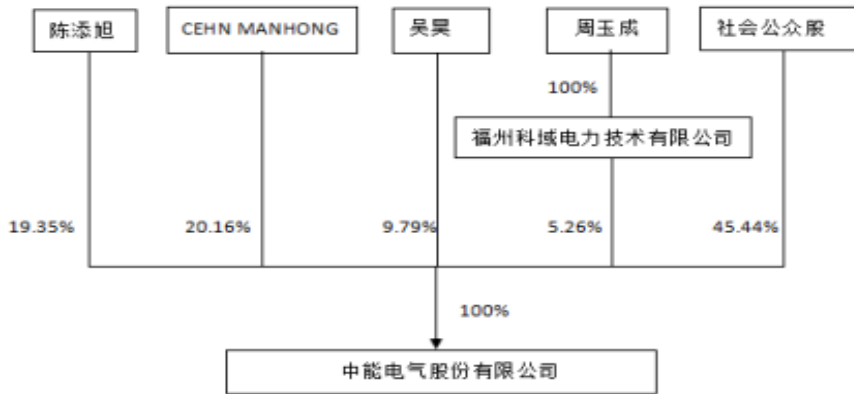 陈添旭
CEHN MANHONG
吴昊
周玉成
社会公众股
100%
福州科域电力技术有限公司
19.35%
20.16%
9.79%
5.26%
45.44%
100%
中能电气股份有限公司